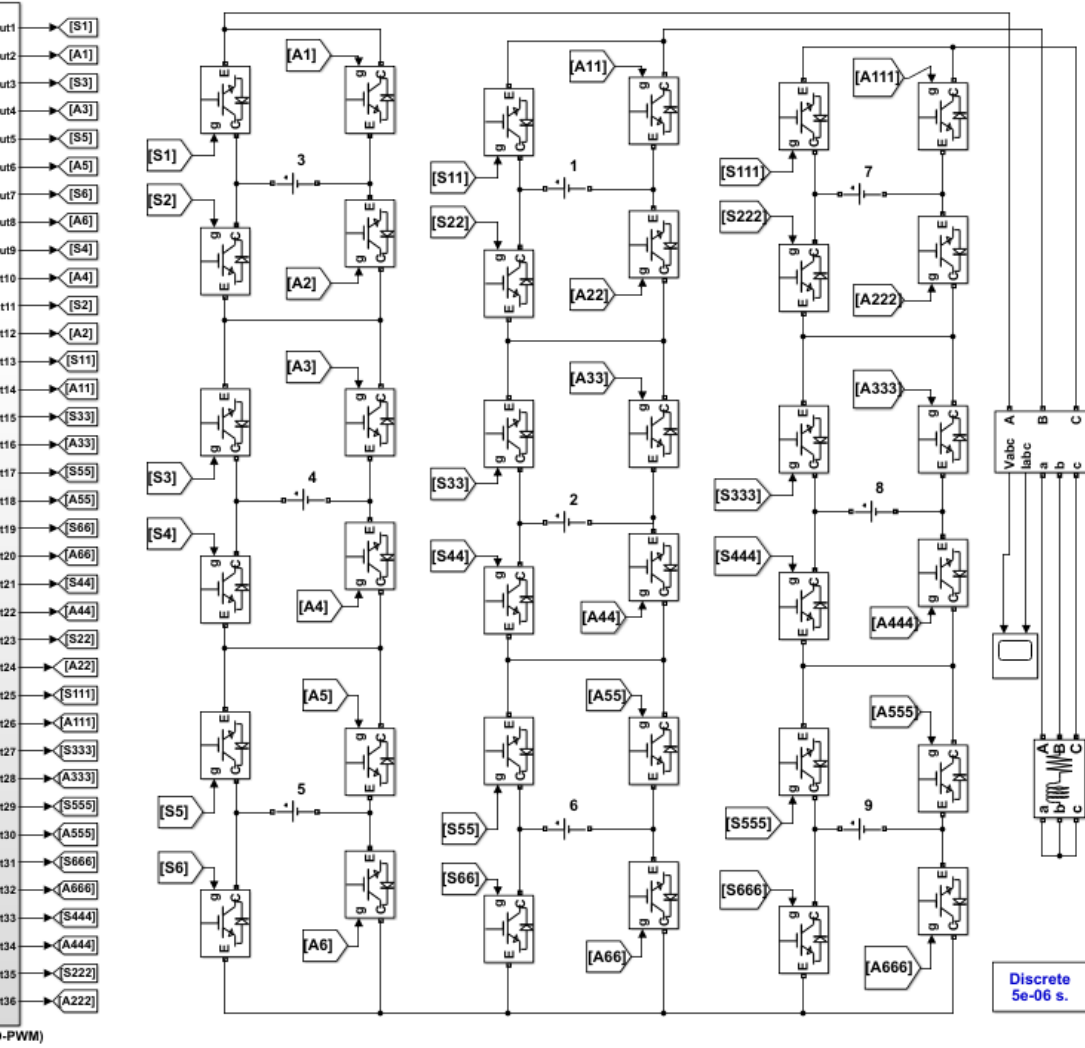 ut1 [S1]
ut2 [A1]
ut3 [S3]
ut4 [A3]
ut5 [S5]
ut6 [A5]
ut7 [S6]
ut8 [A6]
ut9 [S4]
t10 [A4]
t11 [S2]
t12 [A2]
t13 [S11]
t14 [A11]
t15 [S33]
t16 [A33]
t17 [S55]
t18 [A55]
t19 [S66]
t20 [A66]
t21 [S44]
t22 [A44]
t23 [S22]
t24 [A22]
t25 [S111]
t26 [A111]
t27 [S333]
t28 [A333]
t29 [S555]
t30 [A555]
t31 [S666]
t32 [A666]
t33 [S444]
t34 [A444]
t35 [S222]
t36 [A222]
-PWM)
[A1]
E g C
g C E
[S1]
3
[S2]
g C E
E g C
[A2]
[A3]
E g C
g C E
[S3]
4
[S4]
g C E
E g C
[A4]
[A5]
E g C
g C E
[S5]
5
[S6]
g C E
E g C
[A6]
[A11]
E g C
g C E
[S11]
1
[S22]
g C E
E g C
[A22]
[A33]
E g C
g C E
[S33]
2
[S44]
g C E
E g C
[A44]
[A55]
E g C
g C E
[S55]
6
[S66]
g C E
E g C
[A66]
[A111]
E g C
g C E
[S111]
7
[S222]
g C E
E g C
[A222]
[A333]
E g C
g C E
[S333]
8
[S444]
g C E
E g C
[A444]
[A555]
E g C
g C E
[S555]
9
[S666]
g C E
E g C
[A666]
A B C
Vabc
Iabc
a b c
A B C
a b c
Discrete
5e-06 s.